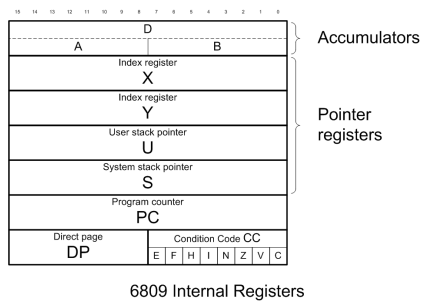 15 14 13 12 11 10 9 8 7 6 5 4 3 2 1 0
D
A B
Accumulators
Index register
X
Index register
Y
User stack pointer
U
System stack pointer
S
Pointer
registers
Program counter
PC
Direct page
DP
Condition Code CC
E F H I N Z V C
6809 Internal Registers